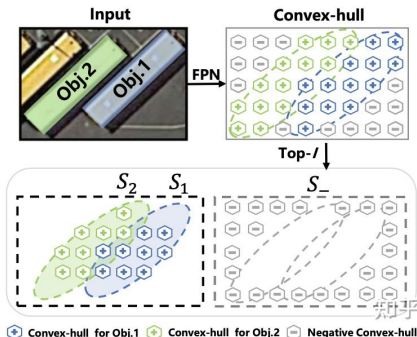 Input
Convex-hull
Obj.2
Obj.1
FPN
Top-I
S₂
S₁
S₋
知乎
Convex-hull for Obj.1
Convex-hull for Obj.2
Negative Convex-hull